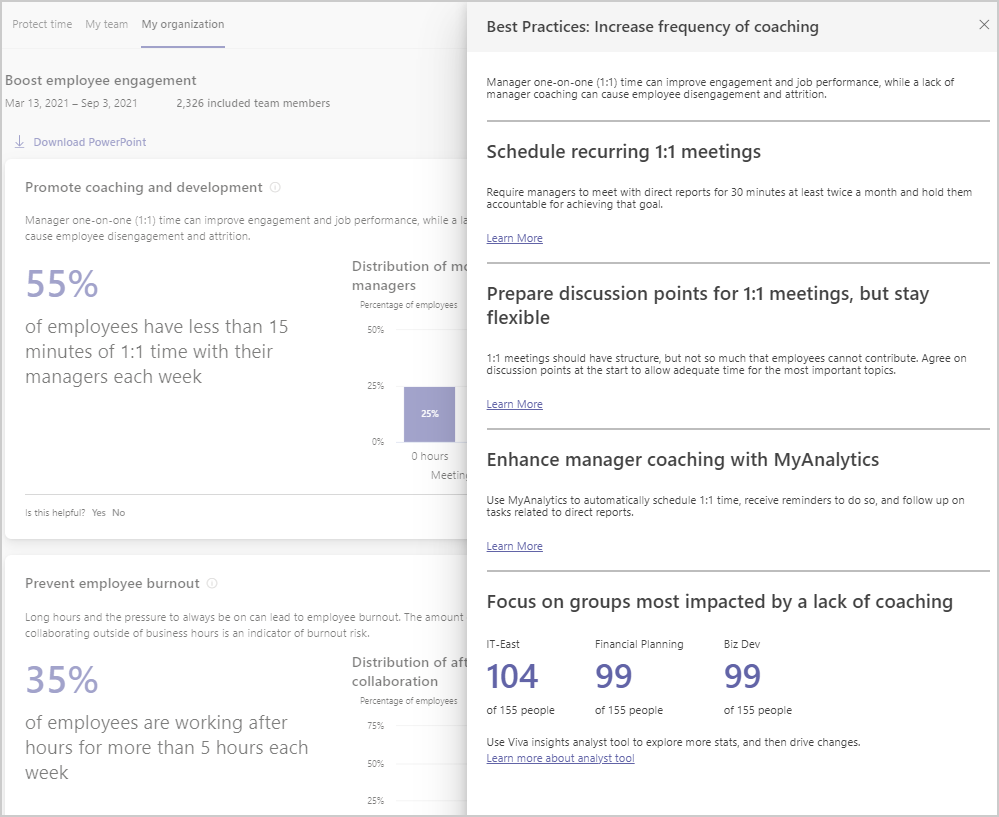 Protect time
My team
My organization
Boost employee engagement
Mar 13, 2021 – Sep 3, 2021
2,326 included team members
Download PowerPoint
Promote coaching and development
Manager one-on-one (1:1) time can improve engagement and job performance, while a
cause employee disengagement and attrition.
55%
of employees have less than 15
minutes of 1:1 time with their
managers each week
Distribution of
managers
Percentage of employees
50%
25%
0%
25%
0 hours
Is this helpful? Yes No
Prevent employee burnout
Long hours and the pressure to always be on can lead to employee burnout. The amount
collaborating outside of business hours is an indicator of burnout risk.
35%
of employees are working after
hours for more than 5 hours each
week
Distribution of
collaboration
Percentage of employees
75%
50%
25%
Best Practices: Increase frequency of coaching
Manager one-on-one (1:1) time can improve engagement and job performance, while a lack of
manager coaching can cause employee disengagement and attrition.
Schedule recurring 1:1 meetings
Require managers to meet with direct reports for 30 minutes at least twice a month and hold them
accountable for achieving that goal.
Learn More
Prepare discussion points for 1:1 meetings, but stay
flexible
1:1 meetings should have structure, but not so much that employees cannot contribute. Agree on
discussion points at the start to allow adequate time for the most important topics.
Learn More
Enhance manager coaching with MyAnalytics
Use MyAnalytics to automatically schedule 1:1 time, receive reminders to do so, and follow up on
tasks related to direct reports.
Learn More
Focus on groups most impacted by a lack of coaching
IT-East
104
of 155 people
Financial Planning
99
of 155 people
Biz Dev
99
of 155 people
Use Viva insights analyst tool to explore more stats, and then drive changes.
Learn more about analyst tool